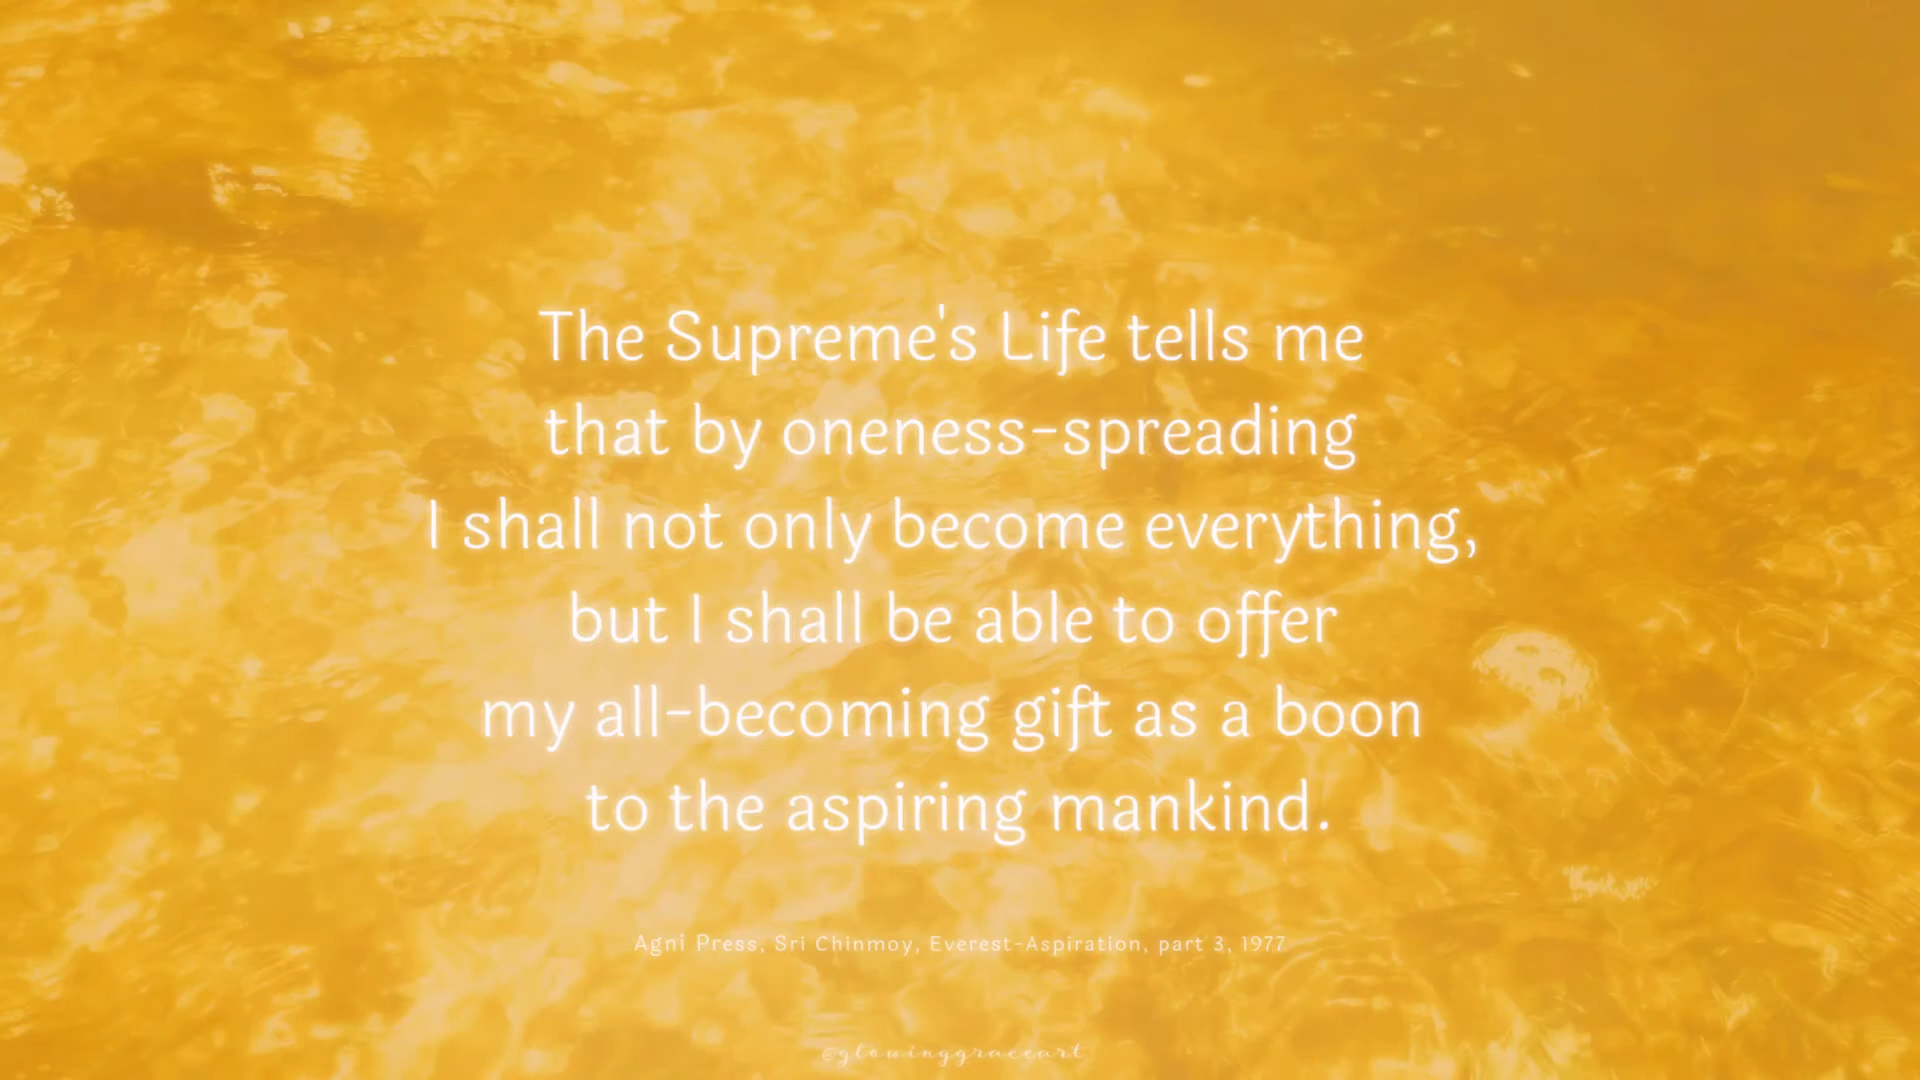 The Supreme's Life tells me
that by oneness-spreading
I shall not only become everything,
but I shall be able to offer
my all-becoming gift as a boon
to the aspiring mankind.
Agni Press, Sri Chinmoy, Everest-Aspiration, part 3, 1977
©glowinggraceart